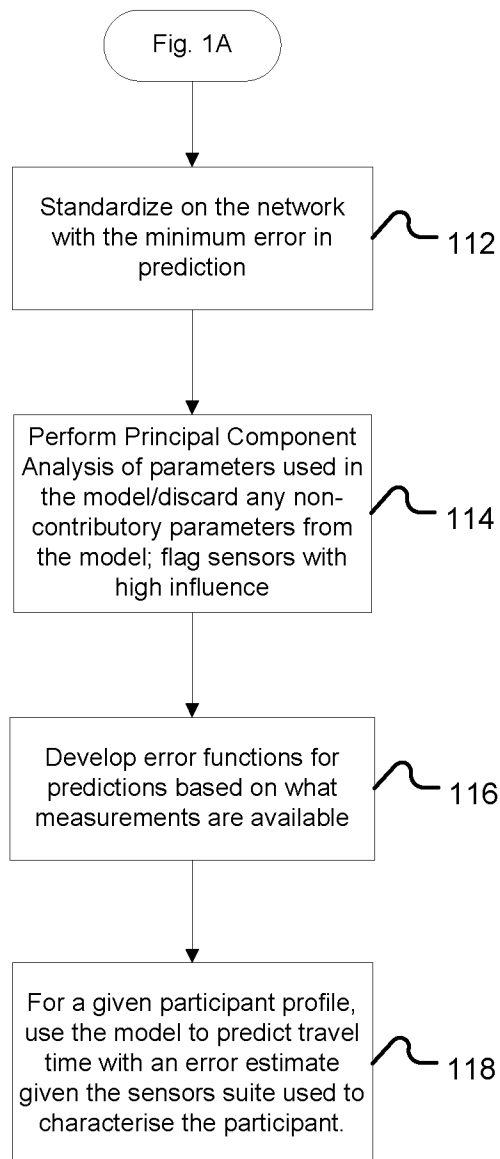 Fig. 1A
Standardize on the network
with the minimum error in
prediction
112
Perform Principal Component
Analysis of parameters used in
the model/discard any non-
contributory parameters from
the model; flag sensors with
high influence
114
Develop error functions for
predictions based on what
measurements are available
116
For a given participant profile,
use the model to predict travel
time with an error estimate
given the sensors suite used to
characterise the participant.
118